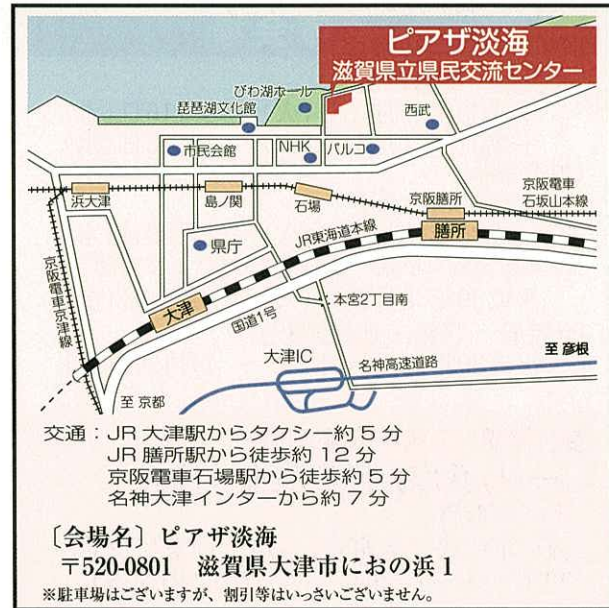 ピアザ淡海
滋賀県立県民交流センター
びわ湖ホール
琵琶湖文化館
西武
市民会館
NHK
パルコ
浜大津
島ノ関
石場
京阪膳所
京阪電車
石坂山本線
県庁
JR東海道本線
膳所
京阪電車京津線
大津
国道1号
本宮2丁目南
大津IC
名神高速道路
至 彦根
至 京都
交通：JR 大津駅からタクシー約 5 分
JR 膳所駅から徒歩約 12 分
京阪電車石場駅から徒歩約 5 分
名神大津インターから約 7 分
〔会場名〕ピアザ淡海
〒520-0801　滋賀県大津市におの浜 1
※駐車場はございますが、割引等はいっさいございません。